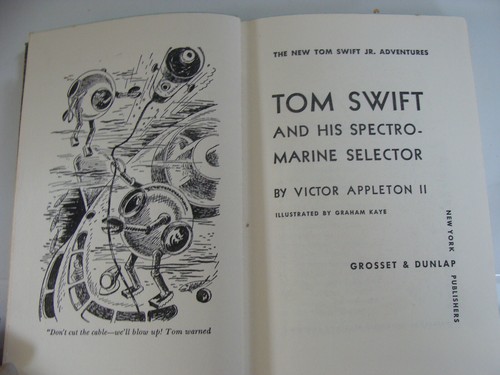 "Don't cut the cable—we'll blow up! Tom warned
THE NEW TOM SWIFT JR. ADVENTURES
TOM SWIFT
AND HIS SPECTRO-
MARINE SELECTOR
BY VICTOR APPLETON II
ILLUSTRATED BY GRAHAM KAYE
GROSSET & DUNLAP
NEW YORK PUBLISHERS